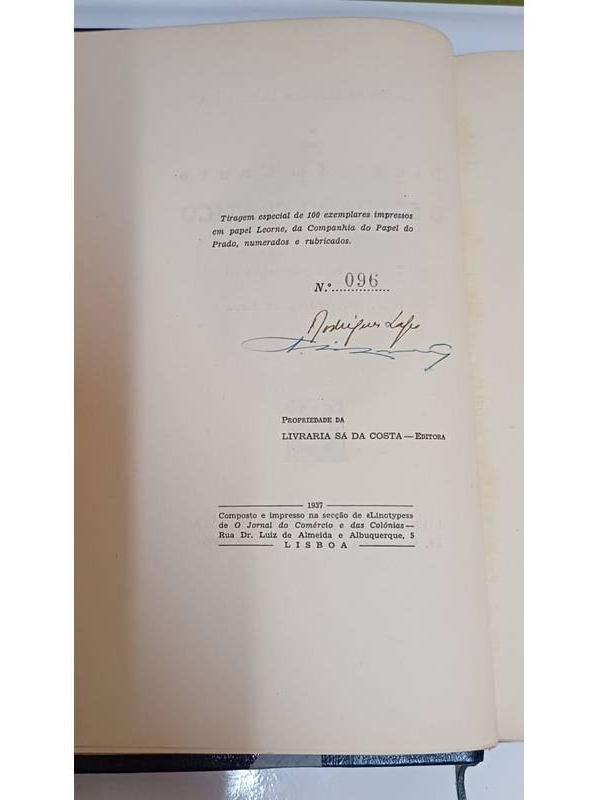 Tiragem especial de 100 exemplares impressos
em papel Leorne, da Companhia do Papel do
Prado, numerados e rubricados.
N.º 096
Rodrigues Lapa
PROPRIEDADE DA
LIVRARIA SÁ DA COSTA — EDITORA
1937
Composto e impresso na secção de «Linotypes»
de O Jornal do Comércio e das Colónias —
Rua Dr. Luiz de Almeida e Albuquerque, 5
LISBOA